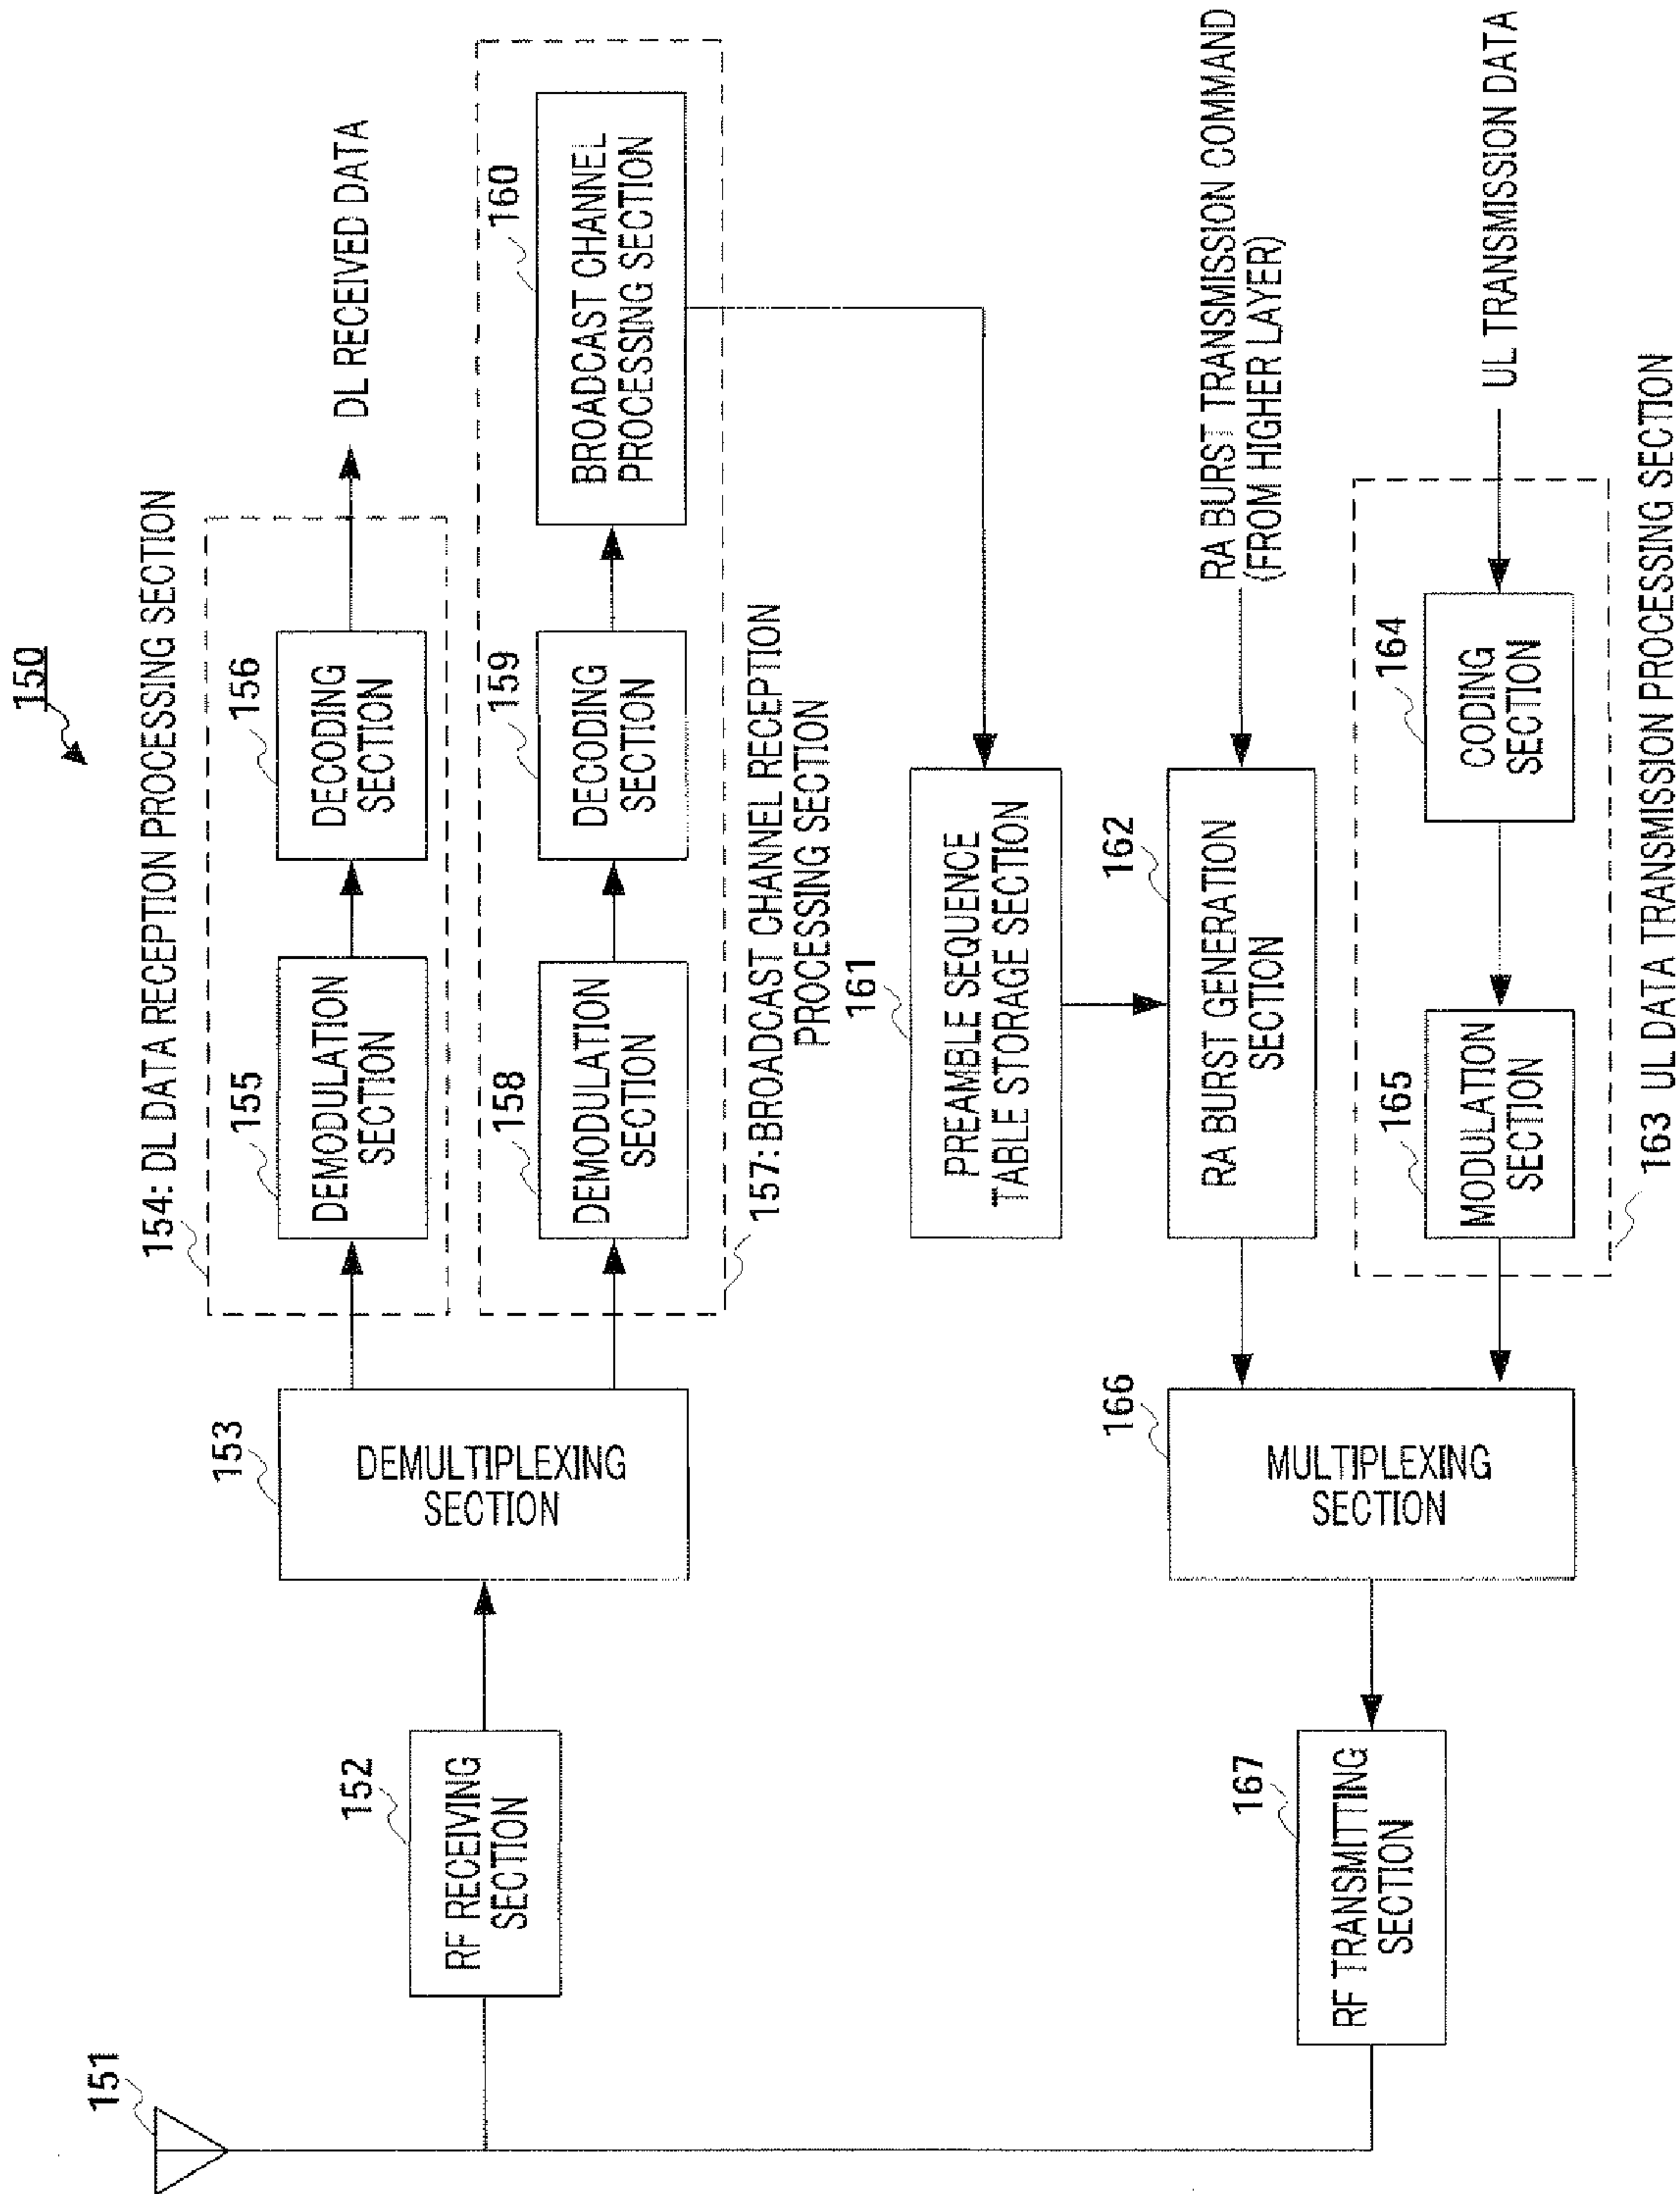 150
154: DL DATA RECEPTION PROCESSING SECTION
155
DEMODULATION
SECTION
156
DECODING
SECTION
DL RECEIVED DATA
151
152
RF RECEIVING
SECTION
153
DEMULTIPLEXING
SECTION
158
DEMODULATION
SECTION
159
DECODING
SECTION
160
BROADCAST CHANNEL
PROCESSING SECTION
157: BROADCAST CHANNEL RECEPTION
PROCESSING SECTION
161
PREAMBLE SEQUENCE
TABLE STORAGE SECTION
162
RA BURST GENERATION
SECTION
RA BURST TRANSMISSION COMMAND
(FROM HIGHER LAYER)
166
MULTIPLEXING
SECTION
167
RF TRANSMITTING
SECTION
165
MODULATION
SECTION
164
CODING
SECTION
UL TRANSMISSION DATA
163 UL DATA TRANSMISSION PROCESSING SECTION